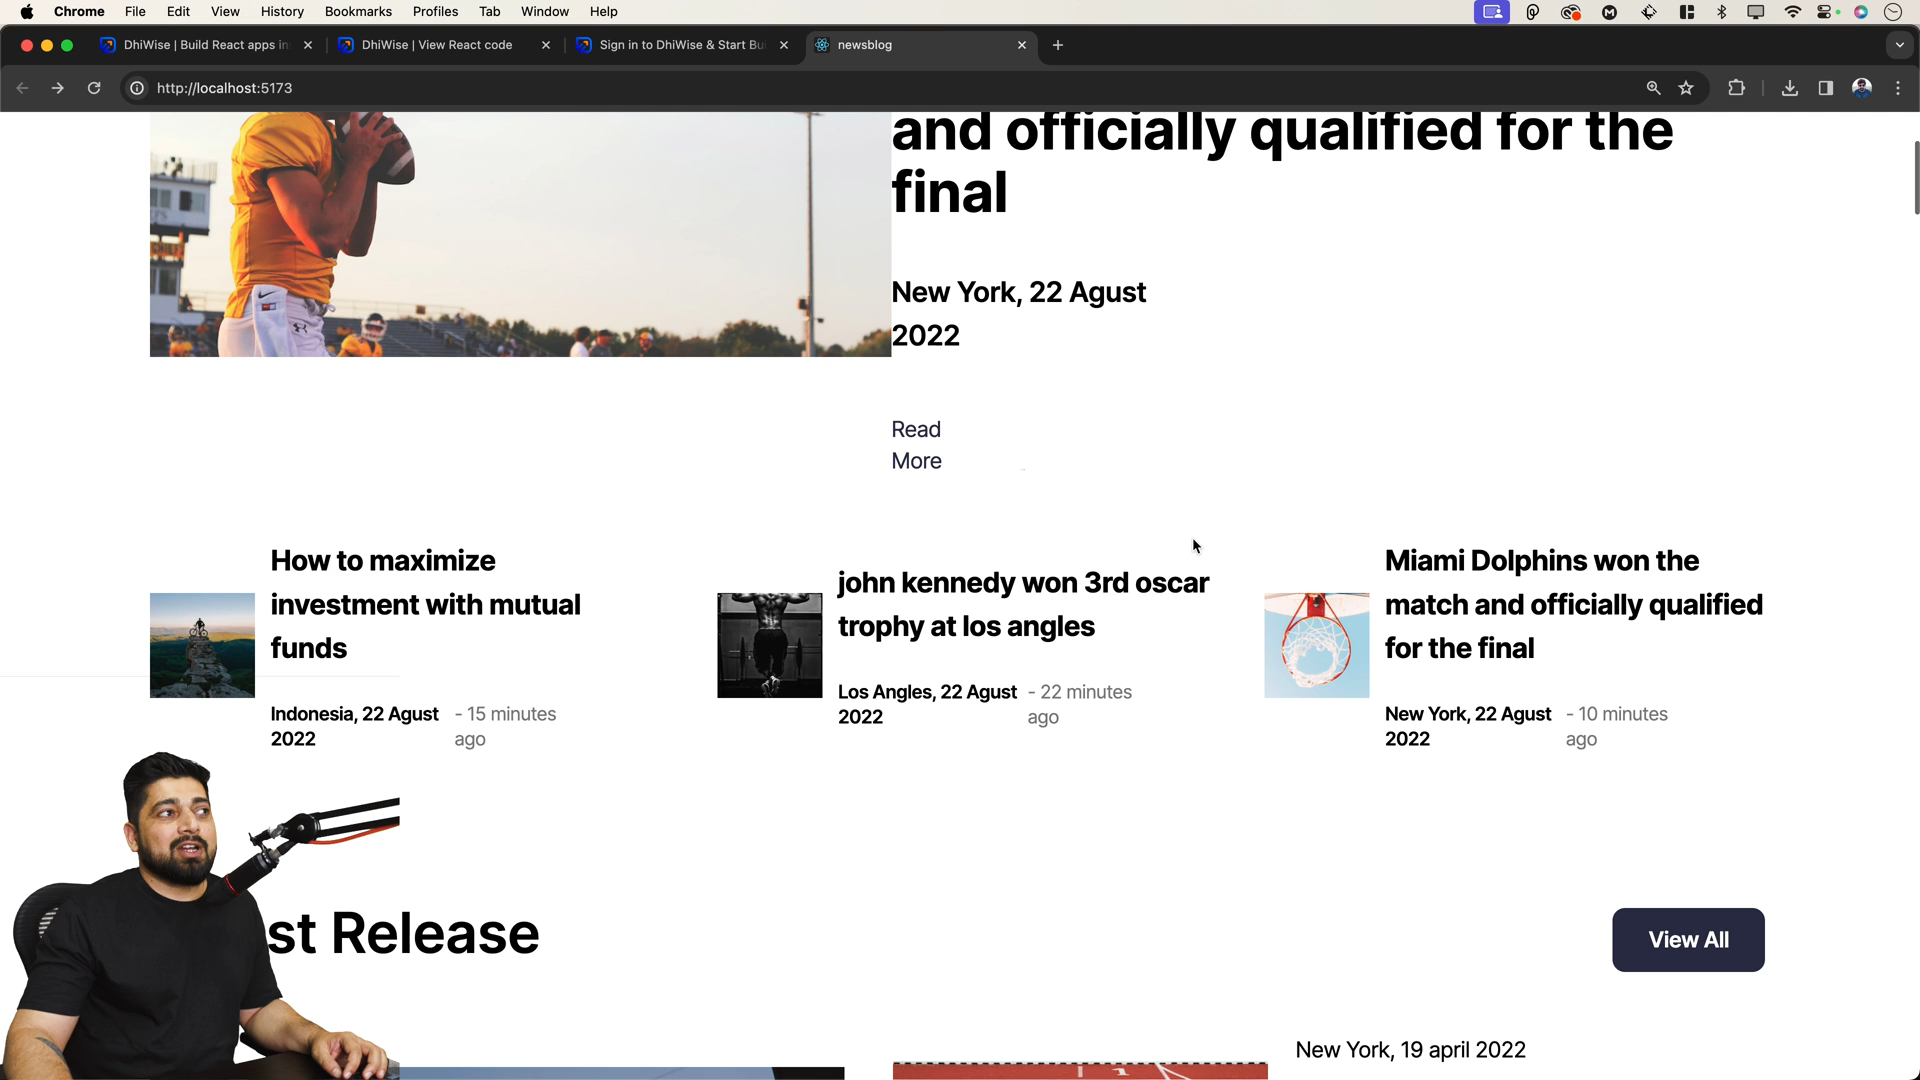 Chrome File Edit View History Bookmarks Profiles Tab Window Help
DhiWise | Build React apps in
DhiWise | View React code
Sign in to DhiWise & Start Bui
newsblog
http://localhost:5173
and officially qualified for the
final
New York, 22 Agust
2022
Read
More
How to maximize
investment with mutual
funds
Indonesia, 22 Agust
2022
- 15 minutes
ago
john kennedy won 3rd oscar
trophy at los angles
Los Angles, 22 Agust
2022
- 22 minutes
ago
Miami Dolphins won the
match and officially qualified
for the final
New York, 22 Agust
2022
- 10 minutes
ago
st Release
View All
New York, 19 april 2022